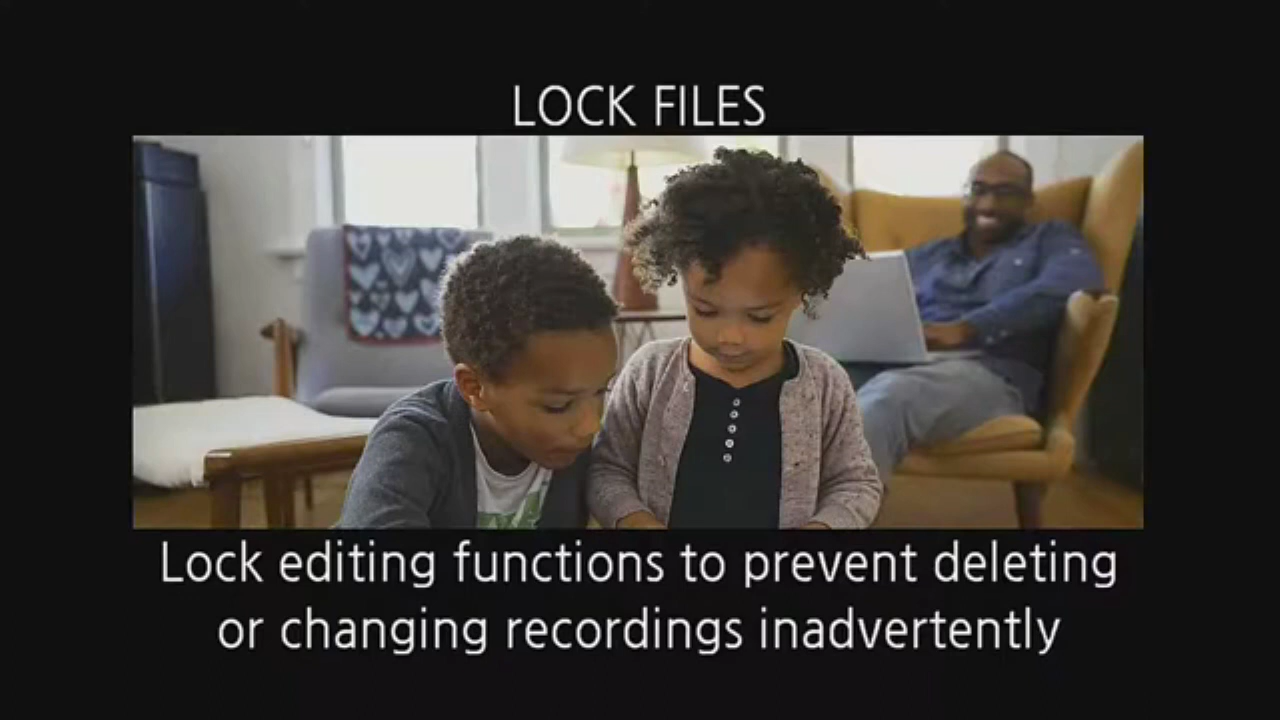 LOCK FILES
Lock editing functions to prevent deleting
or changing recordings inadvertently